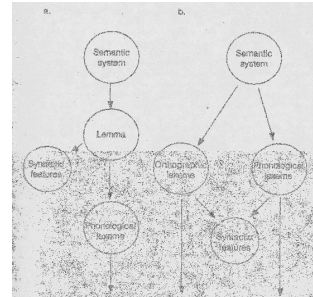 a.
b.
Semantic
system
Semantic
system
Lemma
Syntactic
features
Orthographic
lexeme
Phonological
lexeme
Phonological
lexeme
Syntactic
features